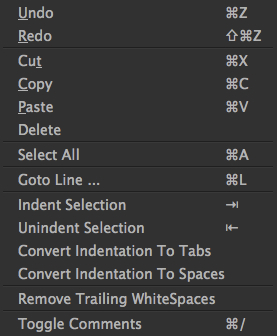 Undo ⌘Z
Redo ⇧⌘Z
Cut ⌘X
Copy ⌘C
Paste ⌘V
Delete
Select All ⌘A
Goto Line ... ⌘L
Indent Selection ⇥
Unindent Selection ⇤
Convert Indentation To Tabs
Convert Indentation To Spaces
Remove Trailing WhiteSpaces
Toggle Comments ⌘/